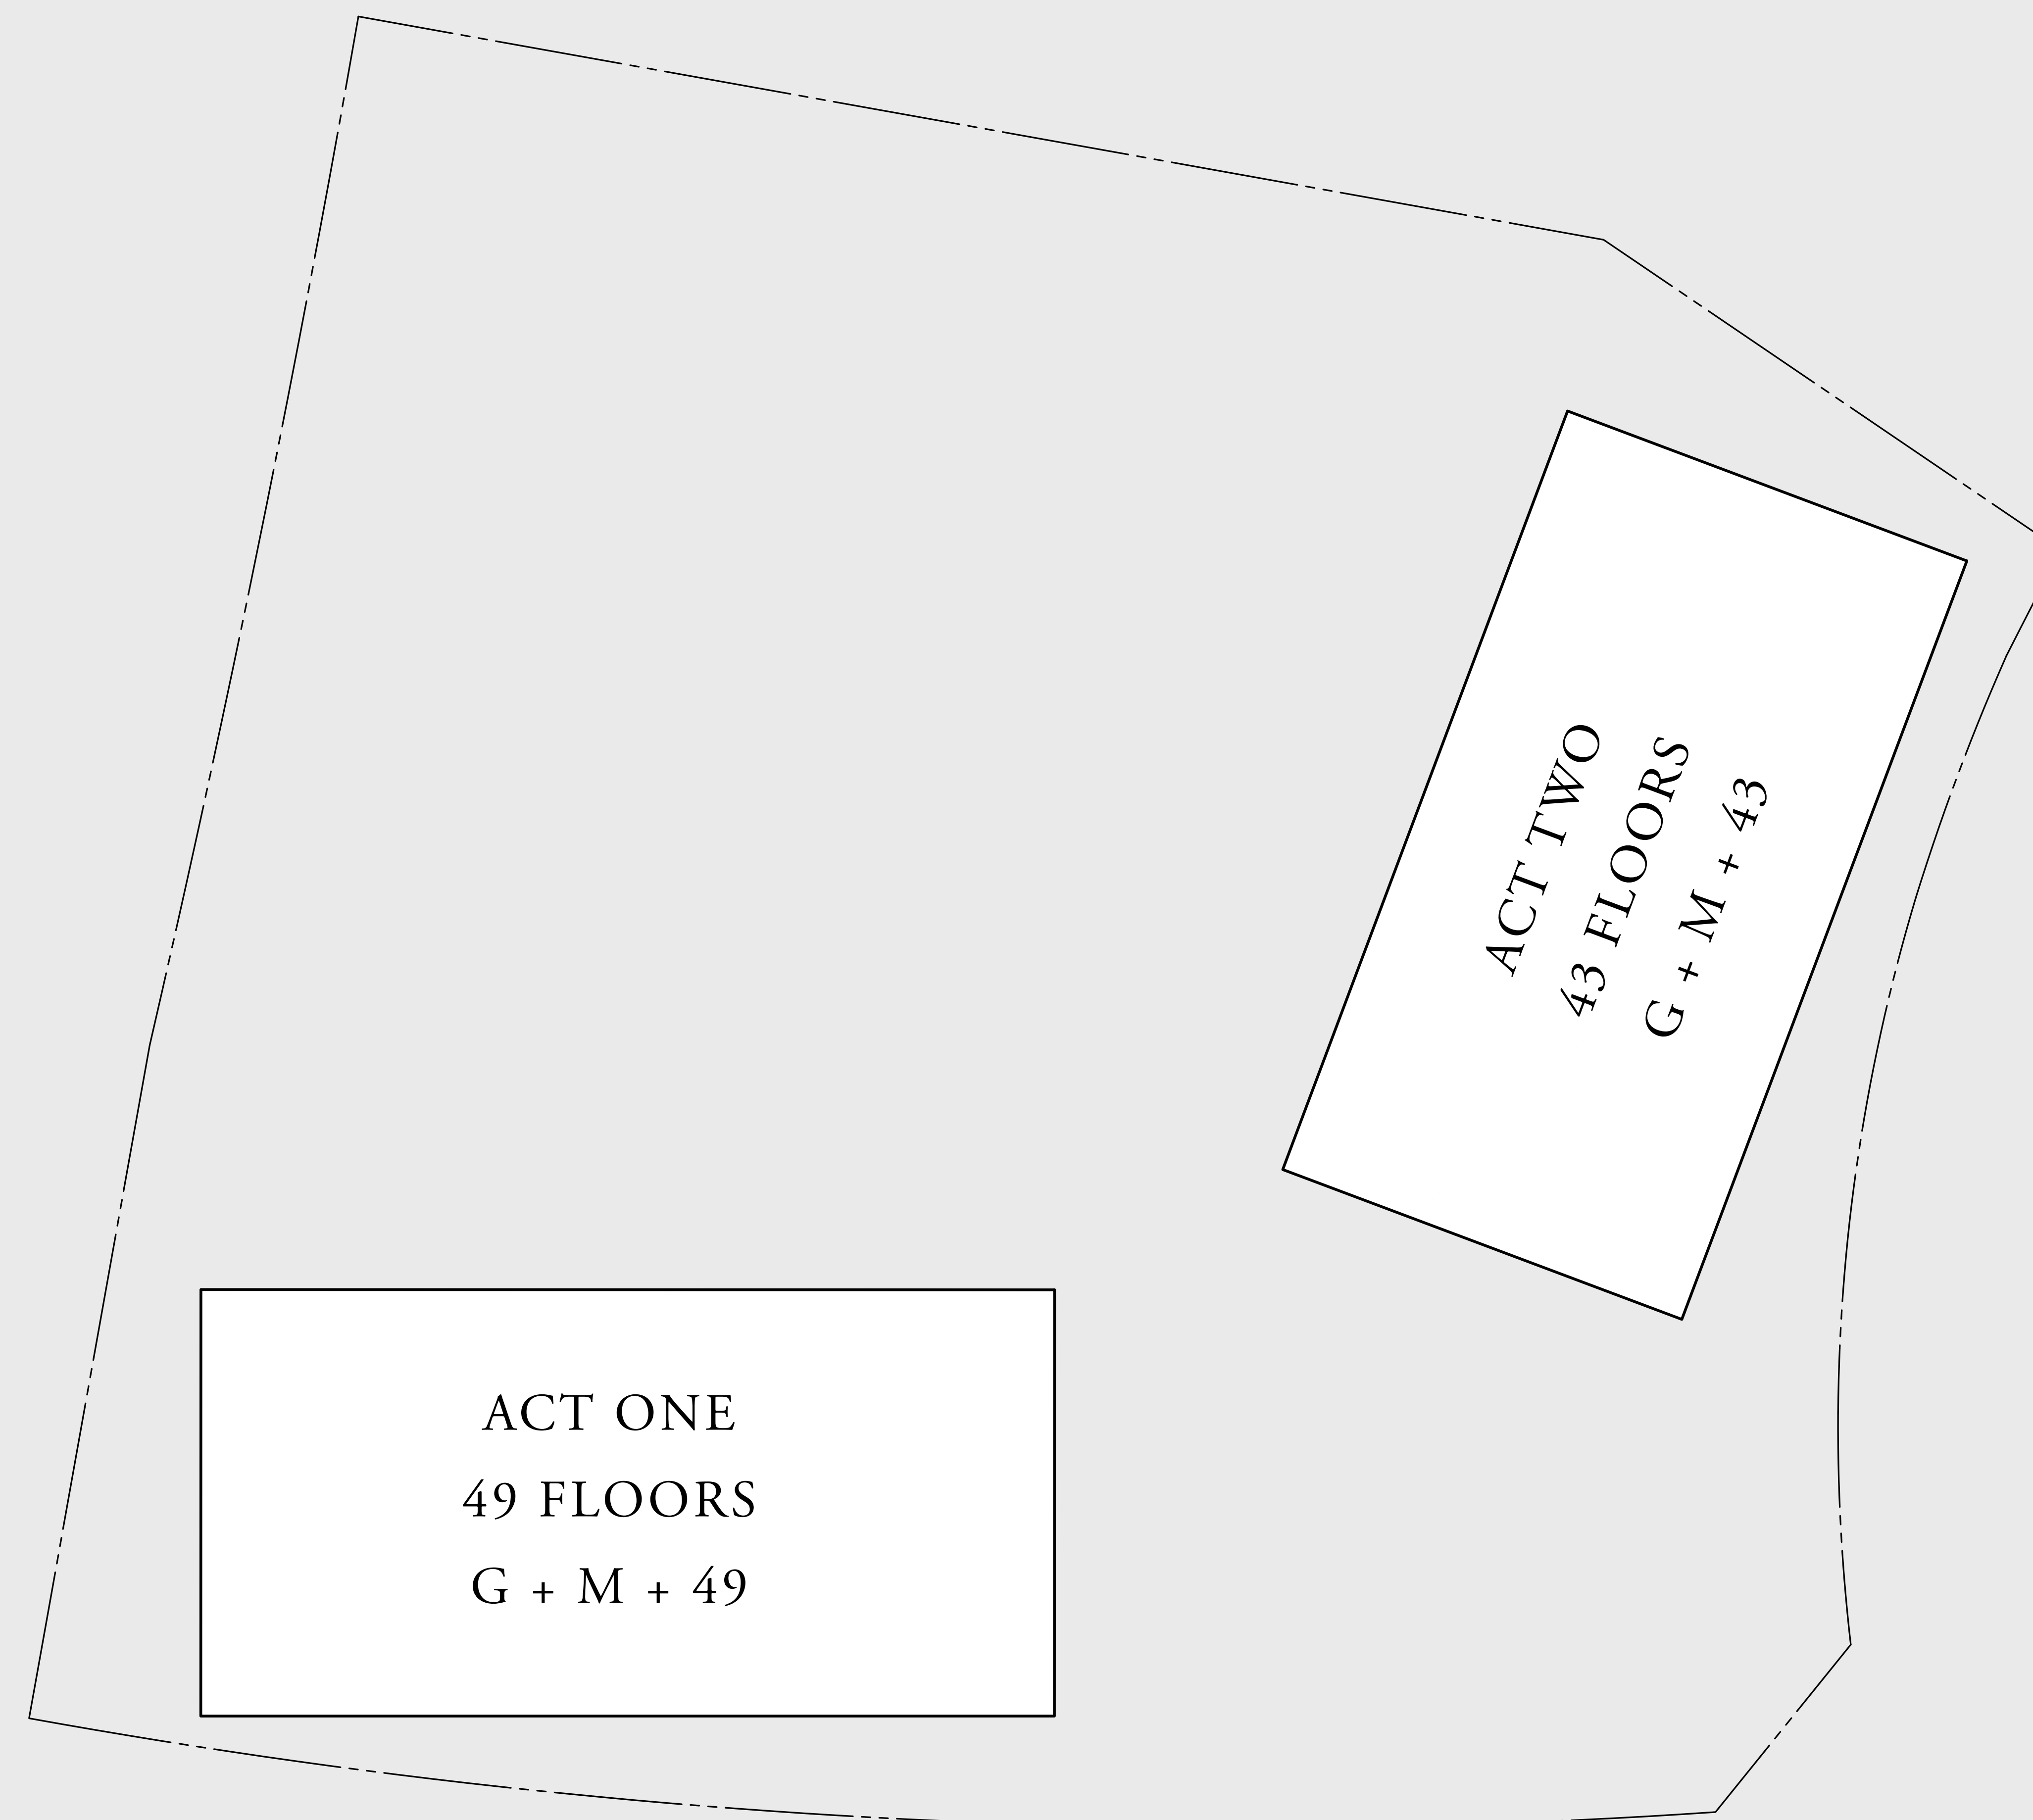 ACT TWO
43 FLOORS
G + M + 43
ACT ONE
49 FLOORS
G + M + 49